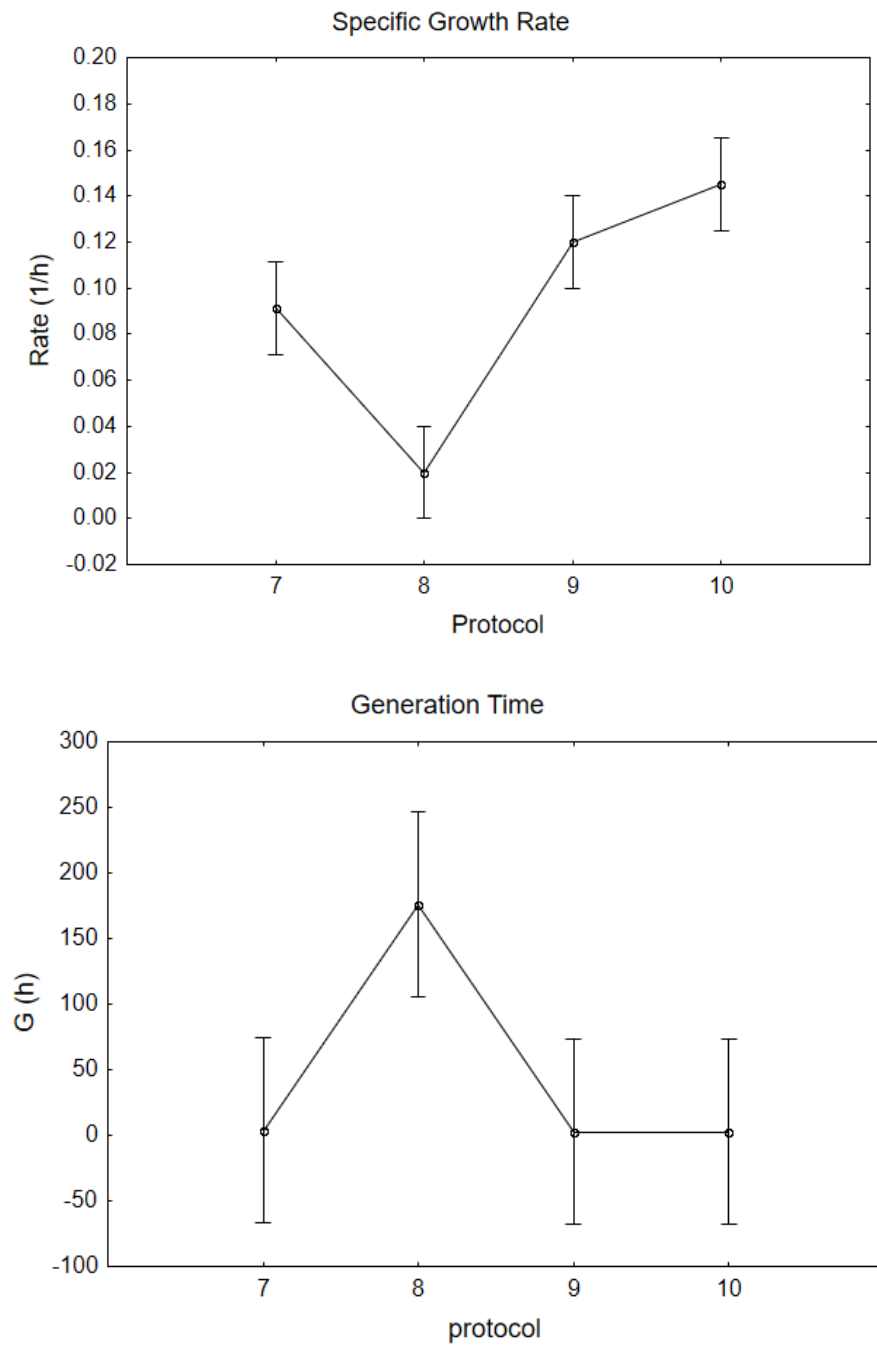 Specific Growth Rate
0.20
0.18
0.16
0.14
0.12
0.10
0.08
0.06
0.04
0.02
0.00
-0.02
Rate (1/h)
7 8 9 10
Protocol
Generation Time
300
250
200
150
100
50
0
-50
-100
G (h)
7 8 9 10
protocol